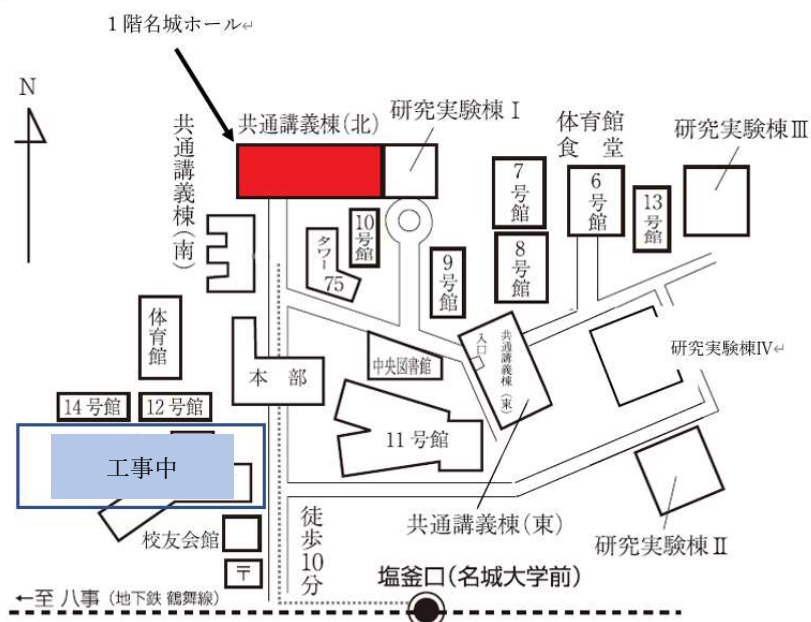 1階名城ホール↵
N
共通講義棟(北)
研究実験棟Ⅰ
体育館
食堂
研究実験棟Ⅲ
共通講義棟(南)
7号館
6号館
13号館
10号館
タワー75
9号館
8号館
体育館
本部
中央図書館
入口
共通講義棟(東)
研究実験棟Ⅳ↵
14号館
12号館
11号館
工事中
共通講義棟(東)
研究実験棟Ⅱ
校友会館
〒
徒歩10分
塩釜口(名城大学前)
←至 八事 (地下鉄 鶴舞線)